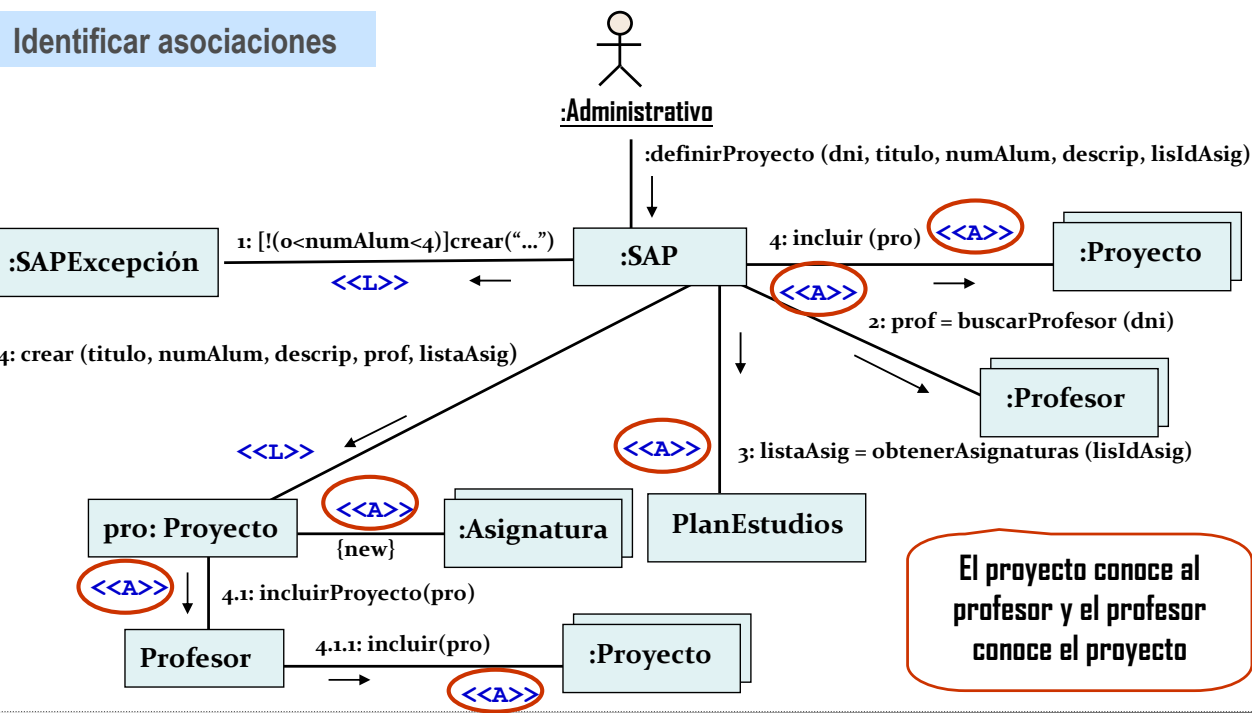 Identificar asociaciones
:Administrativo
:definirProyecto (dni, titulo, numAlum, descrip, lisIdAsig)
1: [!(0<numAlum<4)]crear("...")
<<L>>
:SAPExcepción
:SAP
4: incluir (pro)
<<A>>
:Proyecto
<<A>>
2: prof = buscarProfesor (dni)
:Profesor
4: crear (titulo, numAlum, descrip, prof, listaAsig)
<<L>>
<<A>>
3: listaAsig = obtenerAsignaturas (lisIdAsig)
PlanEstudios
pro: Proyecto
<<A>>
{new}
:Asignatura
<<A>>
4.1: incluirProyecto(pro)
Profesor
4.1.1: incluir(pro)
<<A>>
:Proyecto
El proyecto conoce al
profesor y el profesor
conoce el proyecto